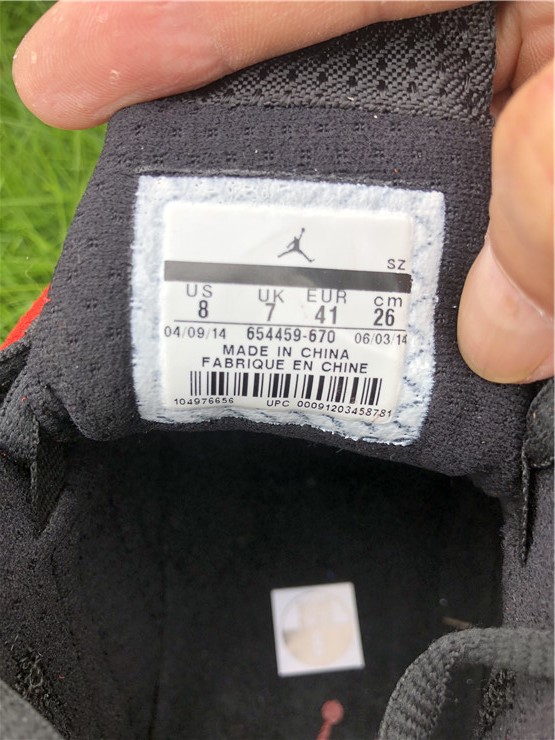 SZ
US UK EUR cm
8 7 41 26
04/09/14 654459-670 06/03/14
MADE IN CHINA
FABRIQUE EN CHINE
104976656 UPC 00091203458781